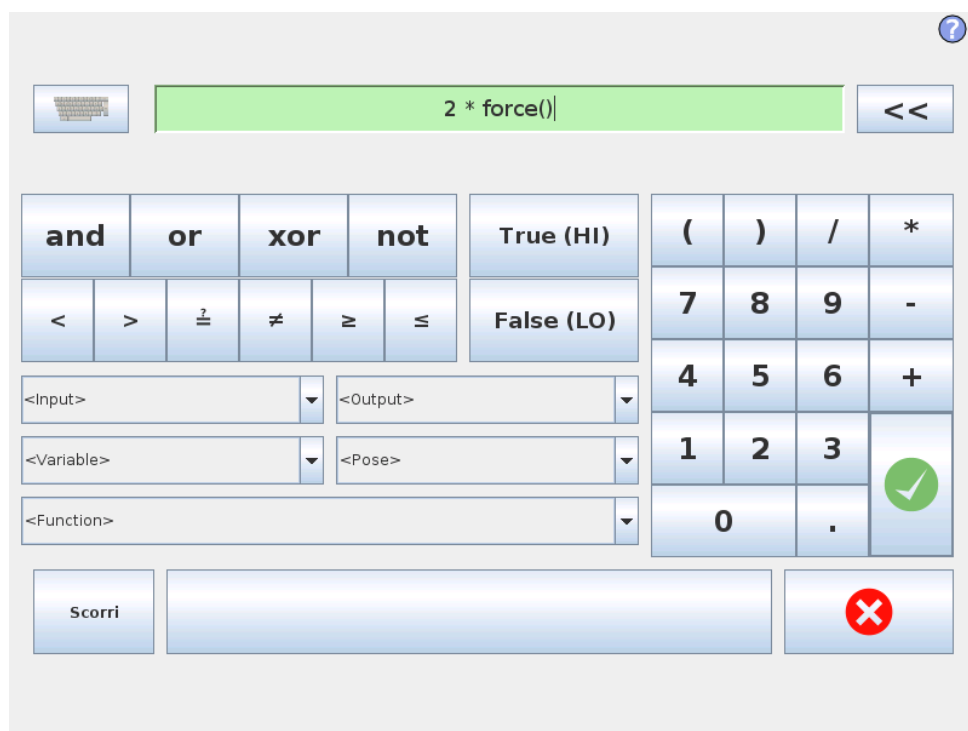 ?
2 * force()
<<
and or xor not True (HI) ( ) / *
7 8 9 -
< > ≟ ≠ ≥ ≤ False (LO)
4 5 6 +
<Input> <Output>
1 2 3
<Variable> <Pose>
<Function>
0 .
Scorri